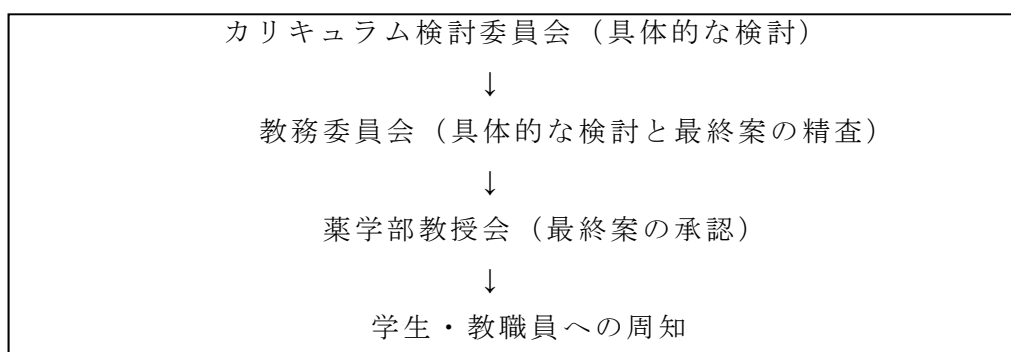 カリキュラム検討委員会（具体的な検討）
↓
教務委員会（具体的な検討と最終案の精査）
↓
薬学部教授会（最終案の承認）
↓
学生・教職員への周知